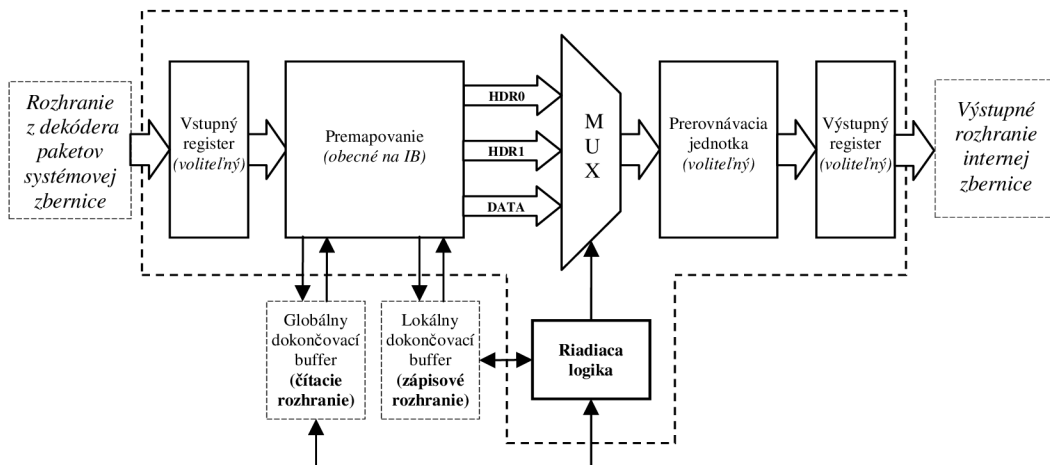 Rozhranie
z dekódera
paketov
systémovej
zbernice
Vstupný
register
(voliteľný)
Premapovanie
(obecné na IB)
HDR0
HDR1
DATA
M
U
X
Prerovnávacia
jednotka
(voliteľný)
Výstupný
register
(voliteľný)
Výstupné
rozhranie
internej
zbernice
Globálny
dokončovací
buffer
(čítacie
rozhranie)
Lokálny
dokončovací
buffer
(zápisové
rozhranie)
Riadiaca
logika